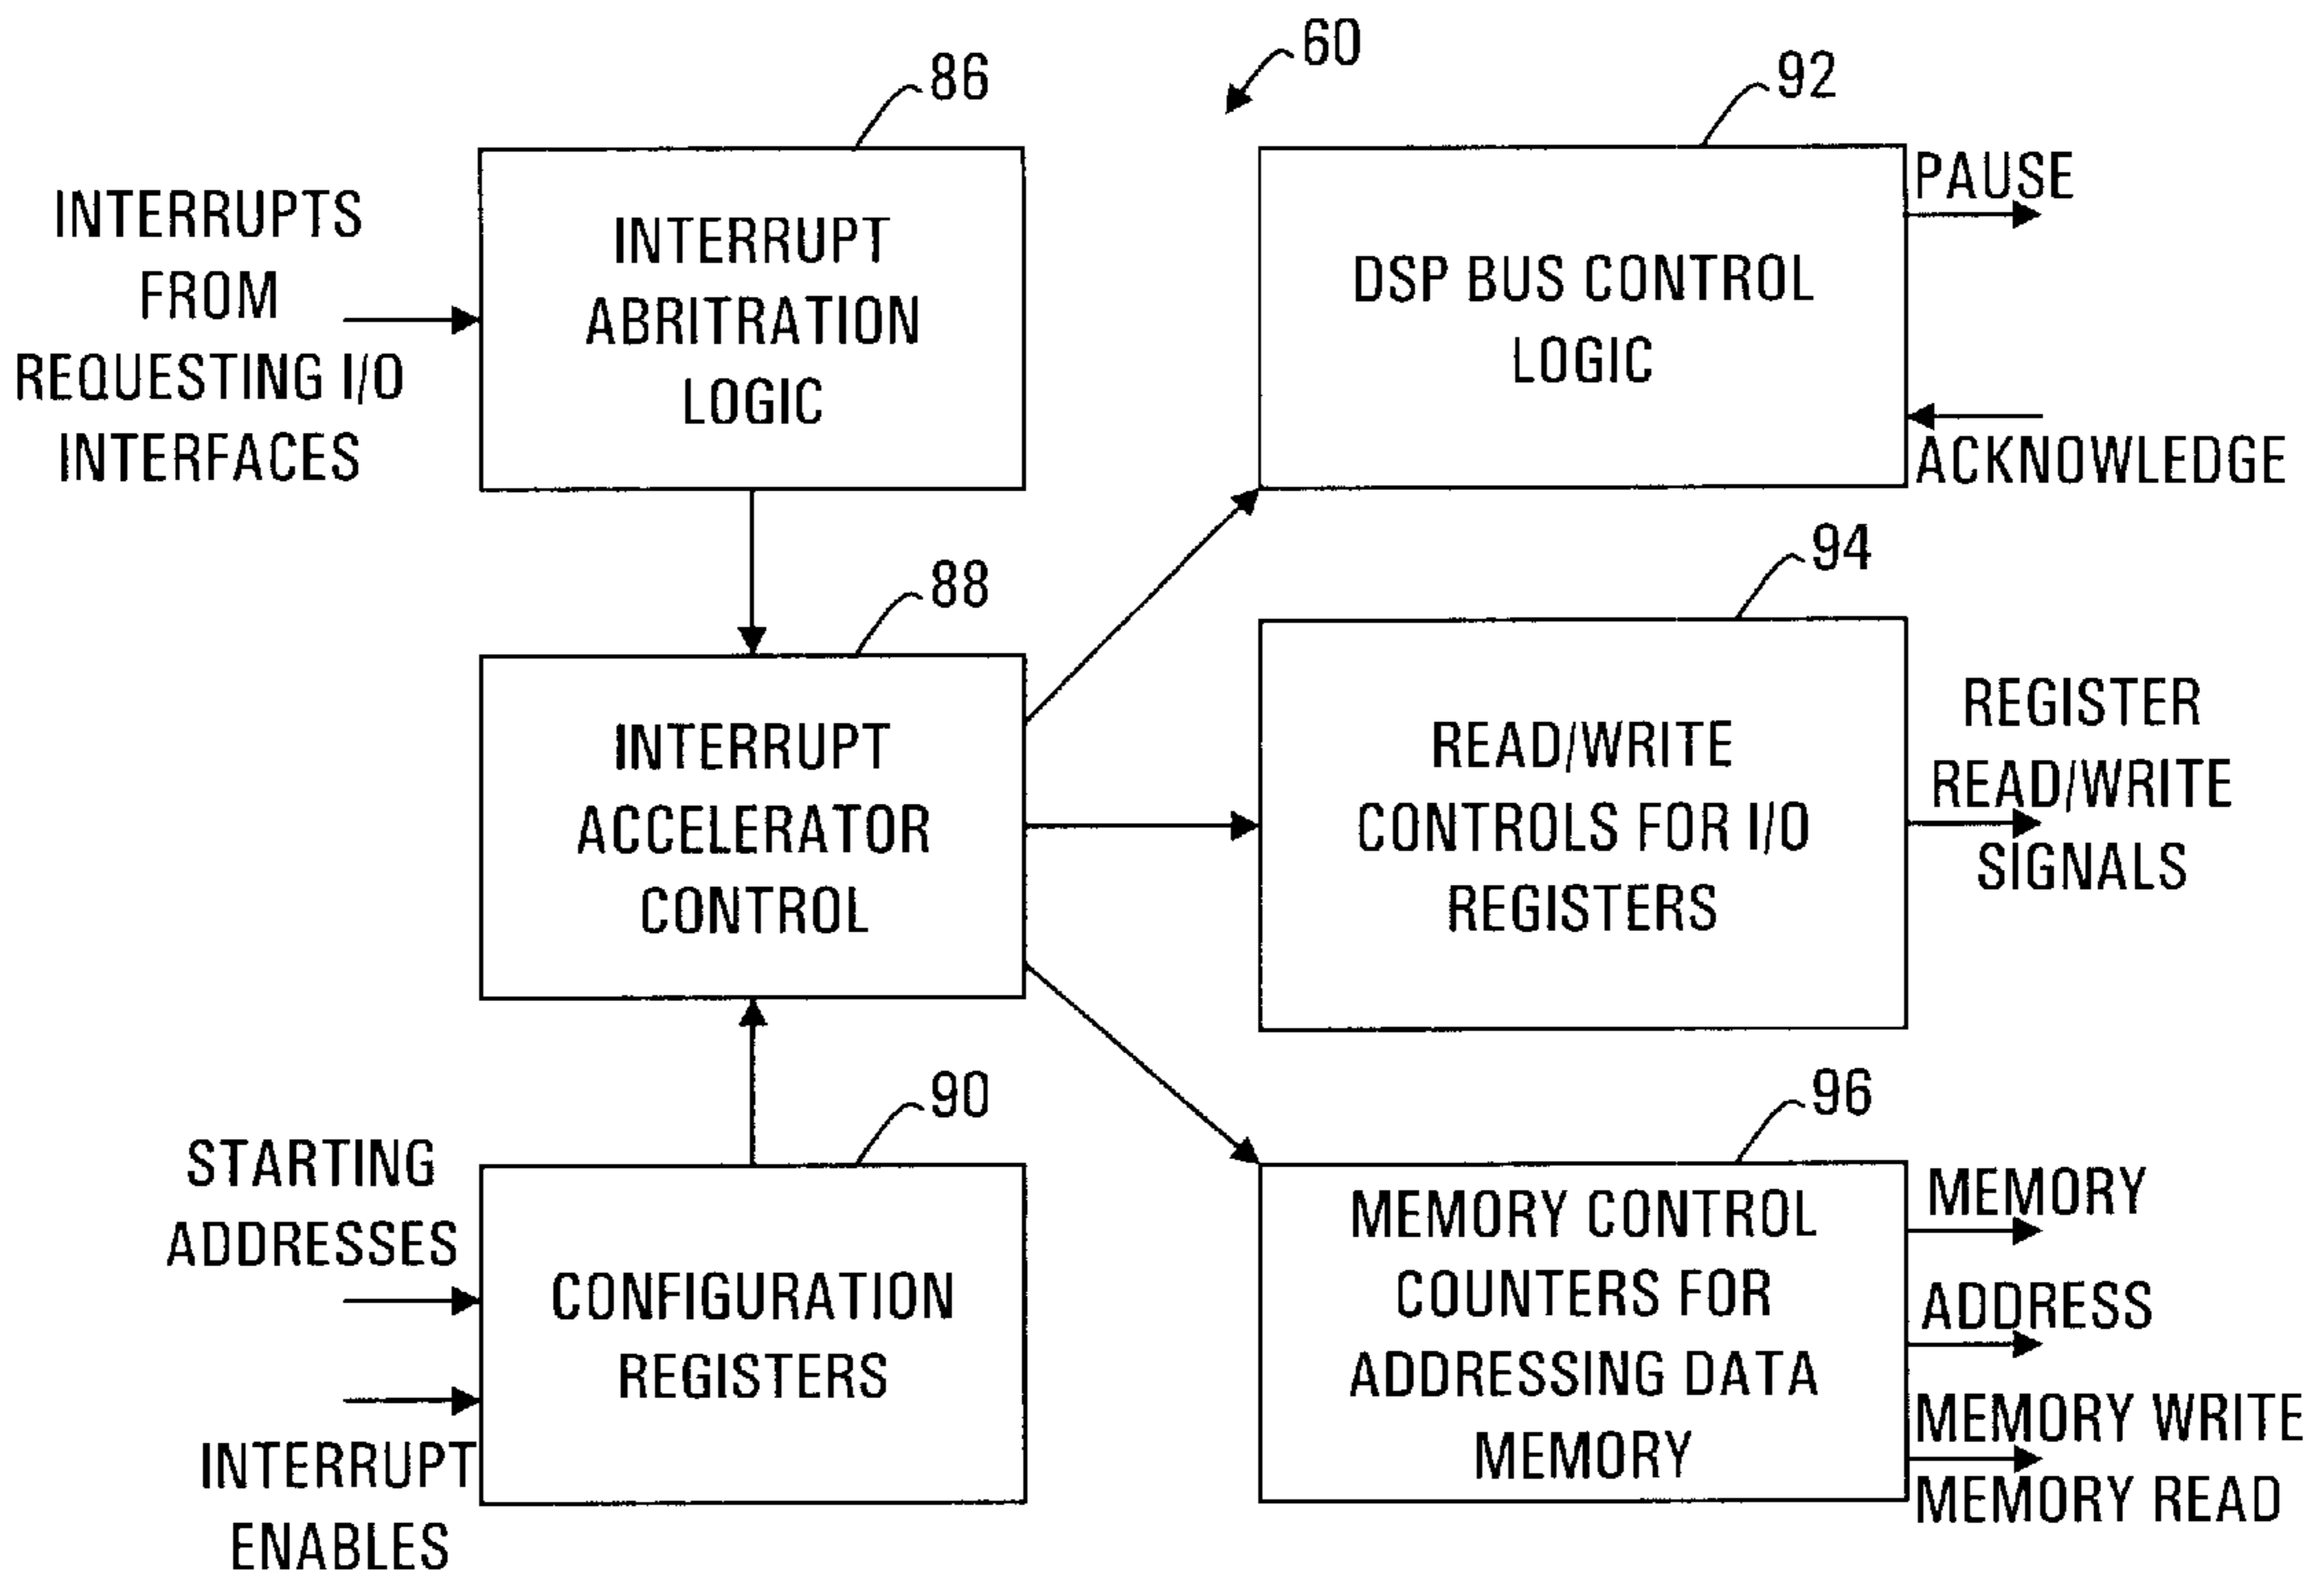 60
86
INTERRUPTS
FROM
REQUESTING I/O
INTERFACES
INTERRUPT
ABRITRATION
LOGIC
92
DSP BUS CONTROL
LOGIC
PAUSE
ACKNOWLEDGE
88
INTERRUPT
ACCELERATOR
CONTROL
94
READ/WRITE
CONTROLS FOR I/O
REGISTERS
REGISTER
READ/WRITE
SIGNALS
90
STARTING
ADDRESSES
INTERRUPT
ENABLES
CONFIGURATION
REGISTERS
96
MEMORY CONTROL
COUNTERS FOR
ADDRESSING DATA
MEMORY
MEMORY
ADDRESS
MEMORY WRITE
MEMORY READ